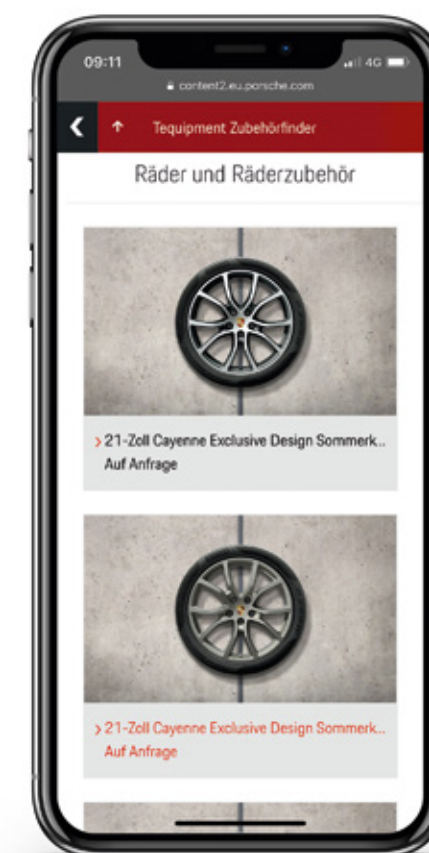 09:11
4G
content2.eu.porsche.com
Tequipment Zubehörfinder
Räder und Räderzubehör
21-Zoll Cayenne Exclusive Design Sommerk...
Auf Anfrage
21-Zoll Cayenne Exclusive Design Sommerk...
Auf Anfrage